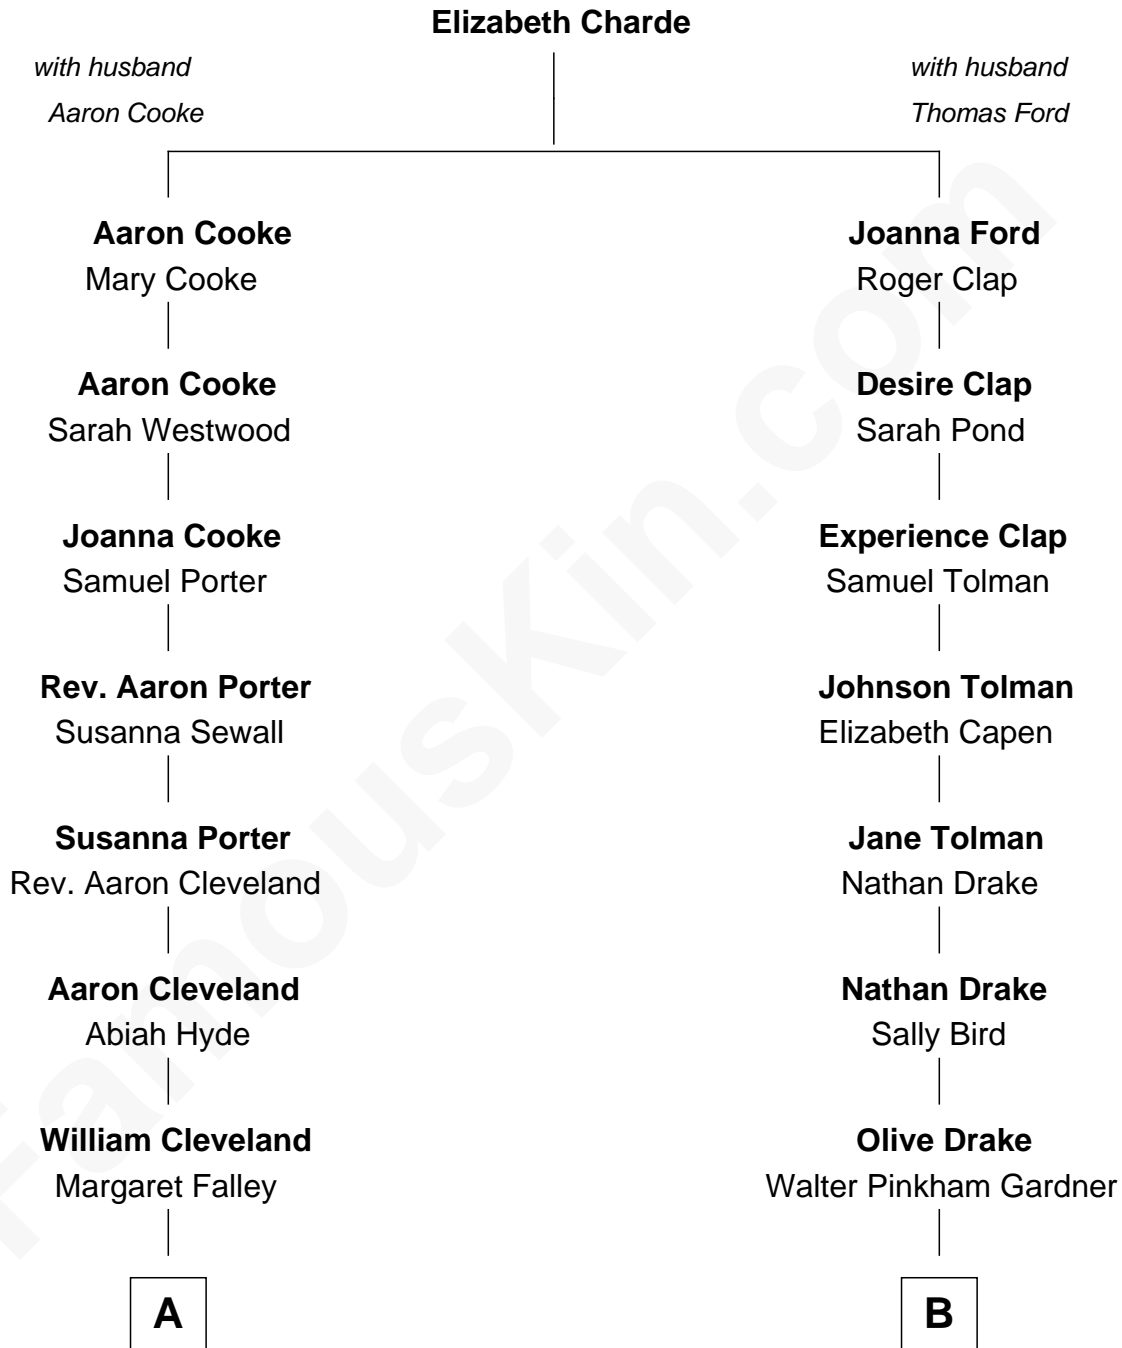 Elizabeth Charde
with husband
Aaron Cooke
with husband
Thomas Ford
Aaron Cooke
Mary Cooke
Joanna Ford
Roger Clap
Aaron Cooke
Sarah Westwood
Desire Clap
Sarah Pond
Joanna Cooke
Samuel Porter
Experience Clap
Samuel Tolman
Rev. Aaron Porter
Susanna Sewall
Johnson Tolman
Elizabeth Capen
Susanna Porter
Rev. Aaron Cleveland
Jane Tolman
Nathan Drake
Aaron Cleveland
Abiah Hyde
Nathan Drake
Sally Bird
William Cleveland
Margaret Falley
Olive Drake
Walter Pinkham Gardner
A
B
FamousKin.com